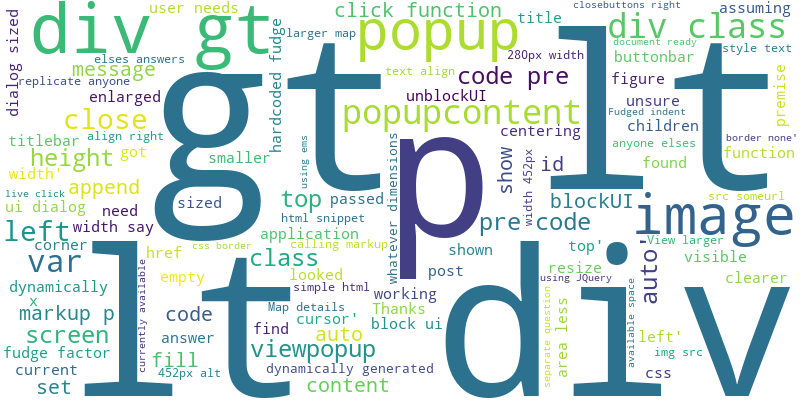 closebuttons right
assuming
user needs
click function
title
div gt
popup
div class
dialog sized
elses answers
larger map
document ready
style text
280px width
buttonbar
message
text align
code pre
figure
replicate anyone
hardcoded fudge
enlarged
unblockUI
unsure
premise
lt
gt
p
close
popupcontent
Fudged indent
children
align right
centering
border none'
titlebar
got
anyone elses
function
height
smaller
using ems
show
width 452px
id
found
width'
append
live click
ui dialog
sized
top
passed
whatever dimensions
blockUI
src someurl
need
html snippet
pre code
image
left
width say
application
corner
css border
calling markup
shown
top'
View larger
var
href
class
looked
post
resize
auto'
visible
currently available
empty
simple html
working
using JQuery
available space
clearer
dynamically
x
lt
div
markup p
code
Map details
cursor'
Thanks
block ui
separate question
area less
screen
answer
find
auto
left'
fudge factor
fill
viewpopup
img src
current
452px alt
dynamically generated
set
content
css